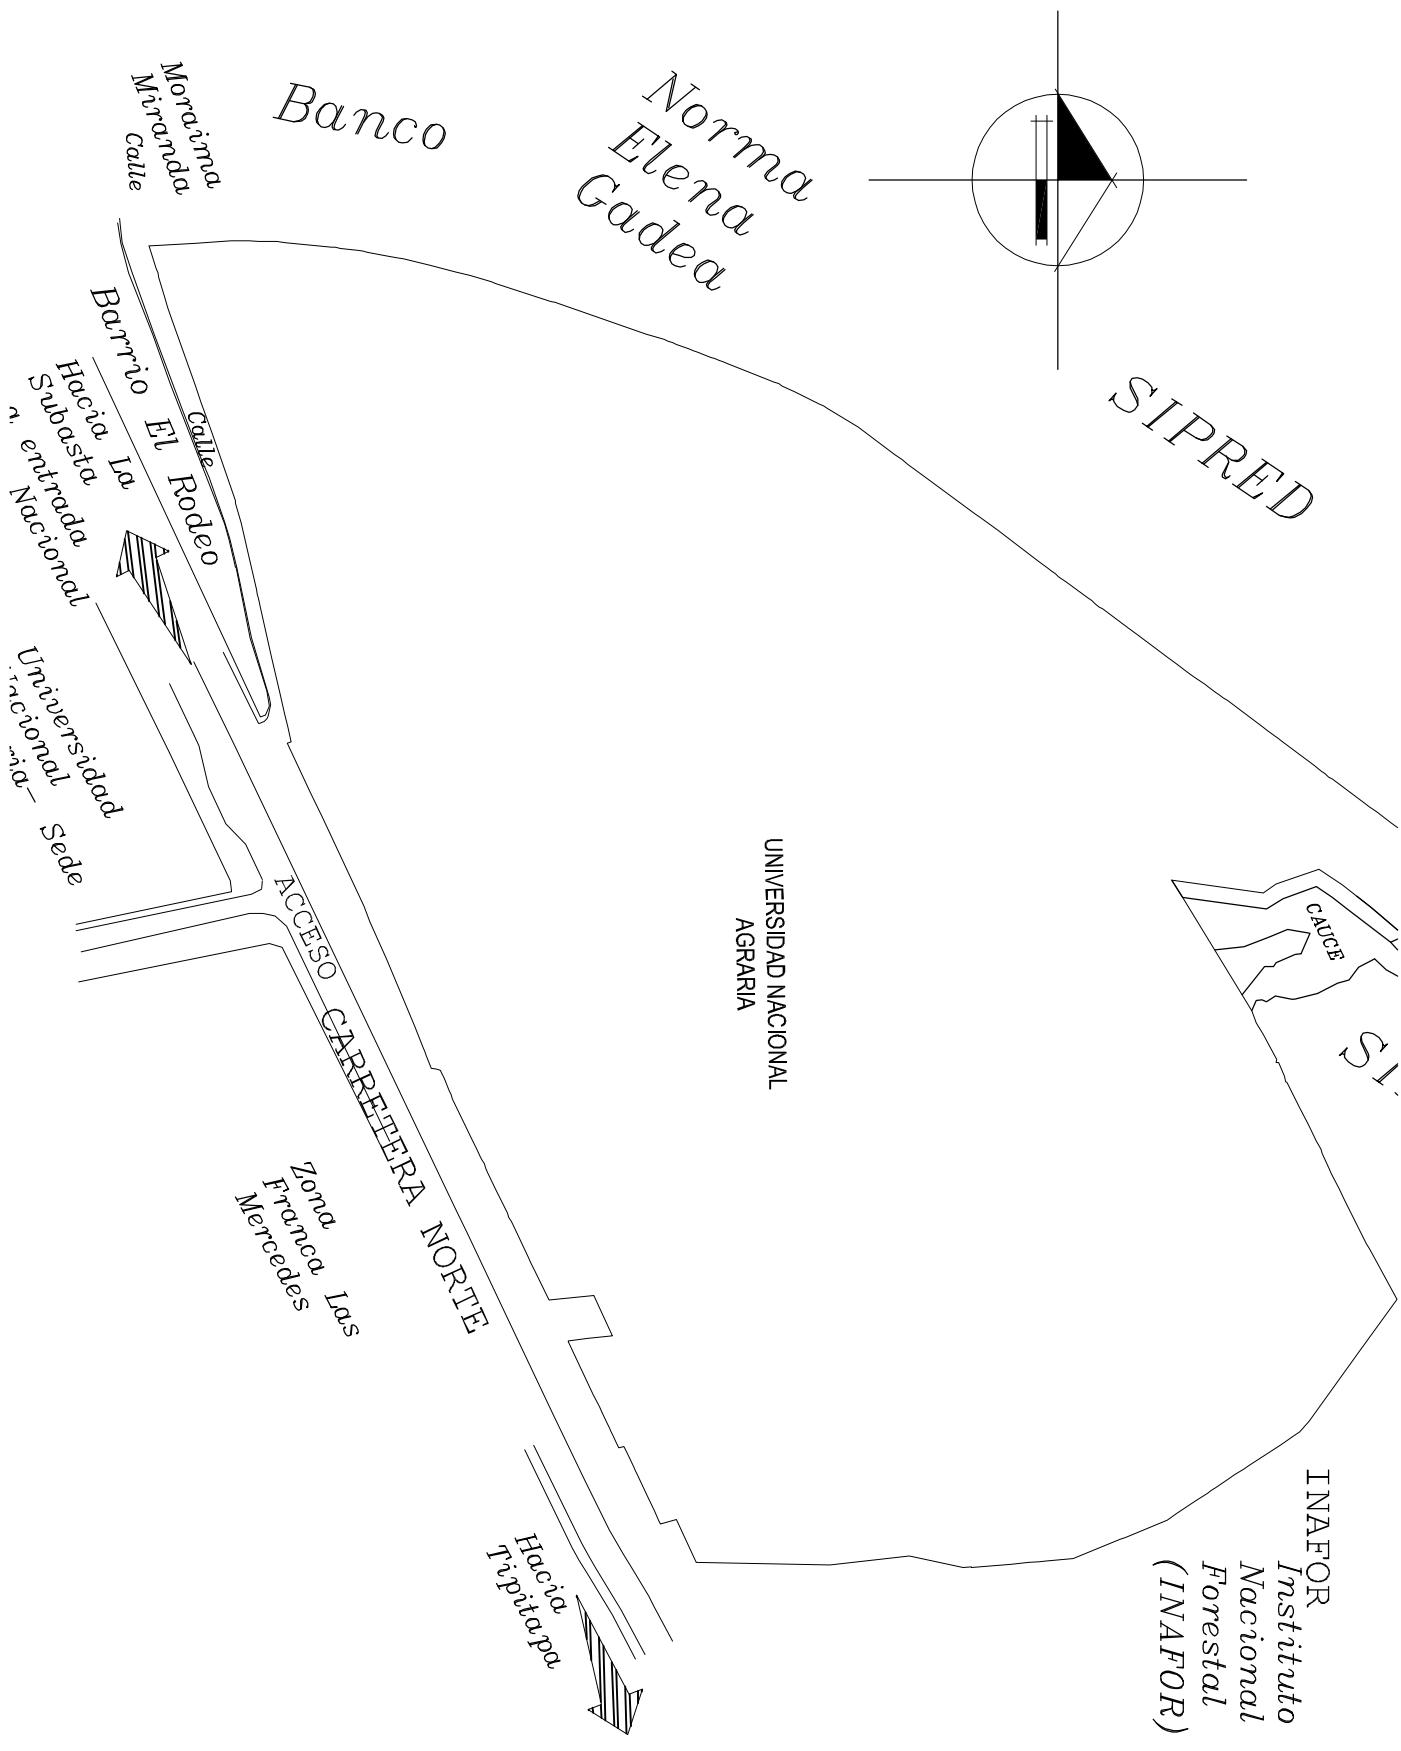 Moraima
Miranda
Calle
Banco
Norma
Elena
Gadea
SIPRED
Barrio El Rodeo
Calle
Hacia La
Subasta
entrada
Nacional
Universidad
Sede
UNIVERSIDAD NACIONAL
AGRARIA
CAUCE
ACCESO CARRETERA NORTE
Zona
Franca Las
Mercedes
Hacia
Tipitapa
INAFOR
Instituto
Nacional
Forestal
(INAFOR)